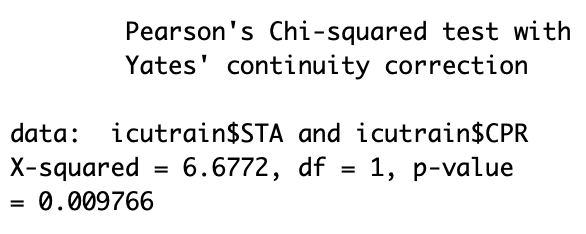 Pearson's Chi-squared test with
Yates' continuity correction
data:  icutrain$STA and icutrain$CPR
X-squared = 6.6772, df = 1, p-value
= 0.009766